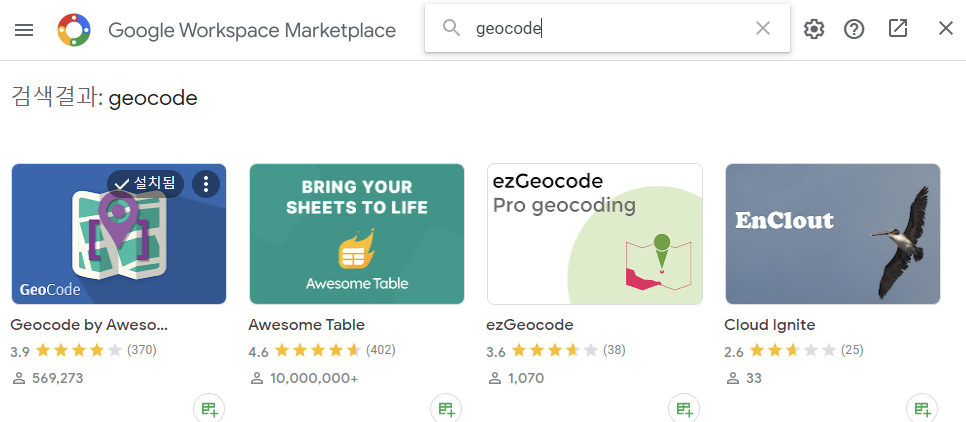 Google Workspace Marketplace
geocode
검색결과: geocode
설치됨
GeoCode
BRING YOUR
SHEETS TO LIFE
Awesome Table
ezGeocode
Pro geocoding
EnClout
Geocode by Aweso...
3.9 (370)
569,273
Awesome Table
4.6 (402)
10,000,000+
ezGeocode
3.6 (38)
1,070
Cloud Ignite
2.6 (25)
33